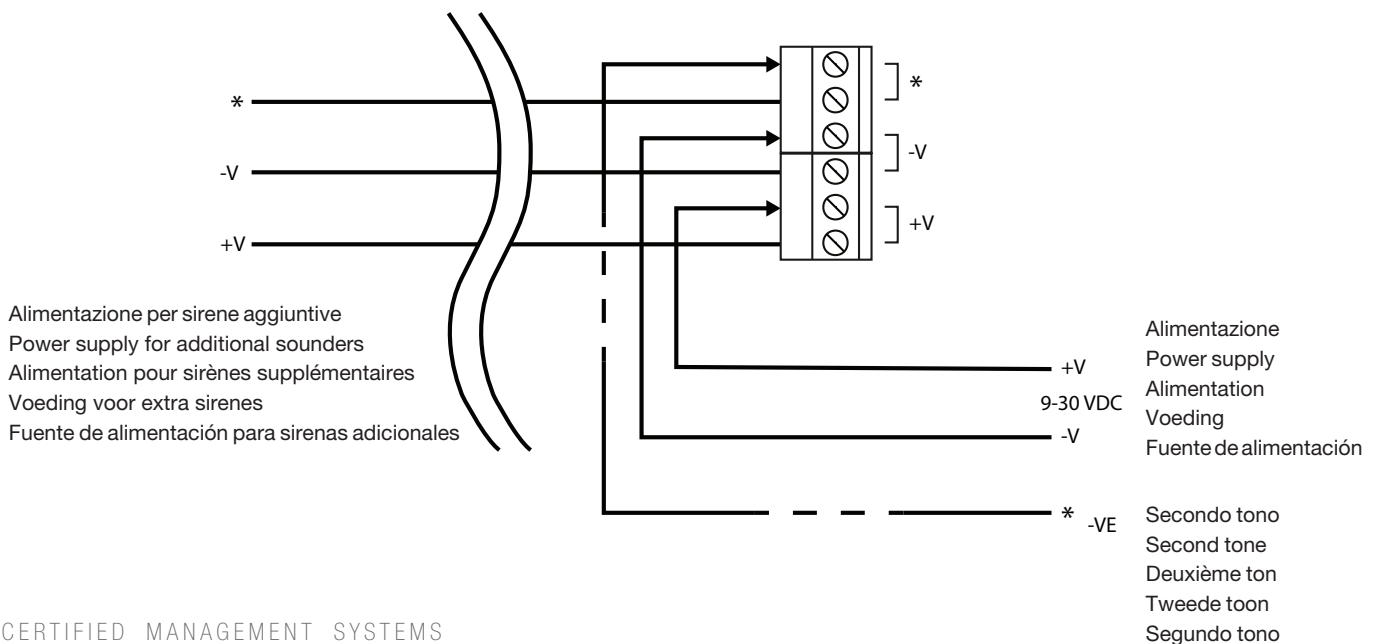 *
*
-V
-V
+V
+V
Alimentazione per sirene aggiuntive
Power supply for additional sounders
Alimentation pour sirènes supplémentaires
Voeding voor extra sirenes
Fuente de alimentación para sirenas adicionales
+V
9-30 VDC
-V
Alimentazione
Power supply
Alimentation
Voeding
Fuente de alimentación
* -VE
Secondo tono
Second tone
Deuxième ton
Tweede toon
Segundo tono
CERTIFIED MANAGEMENT SYSTEMS